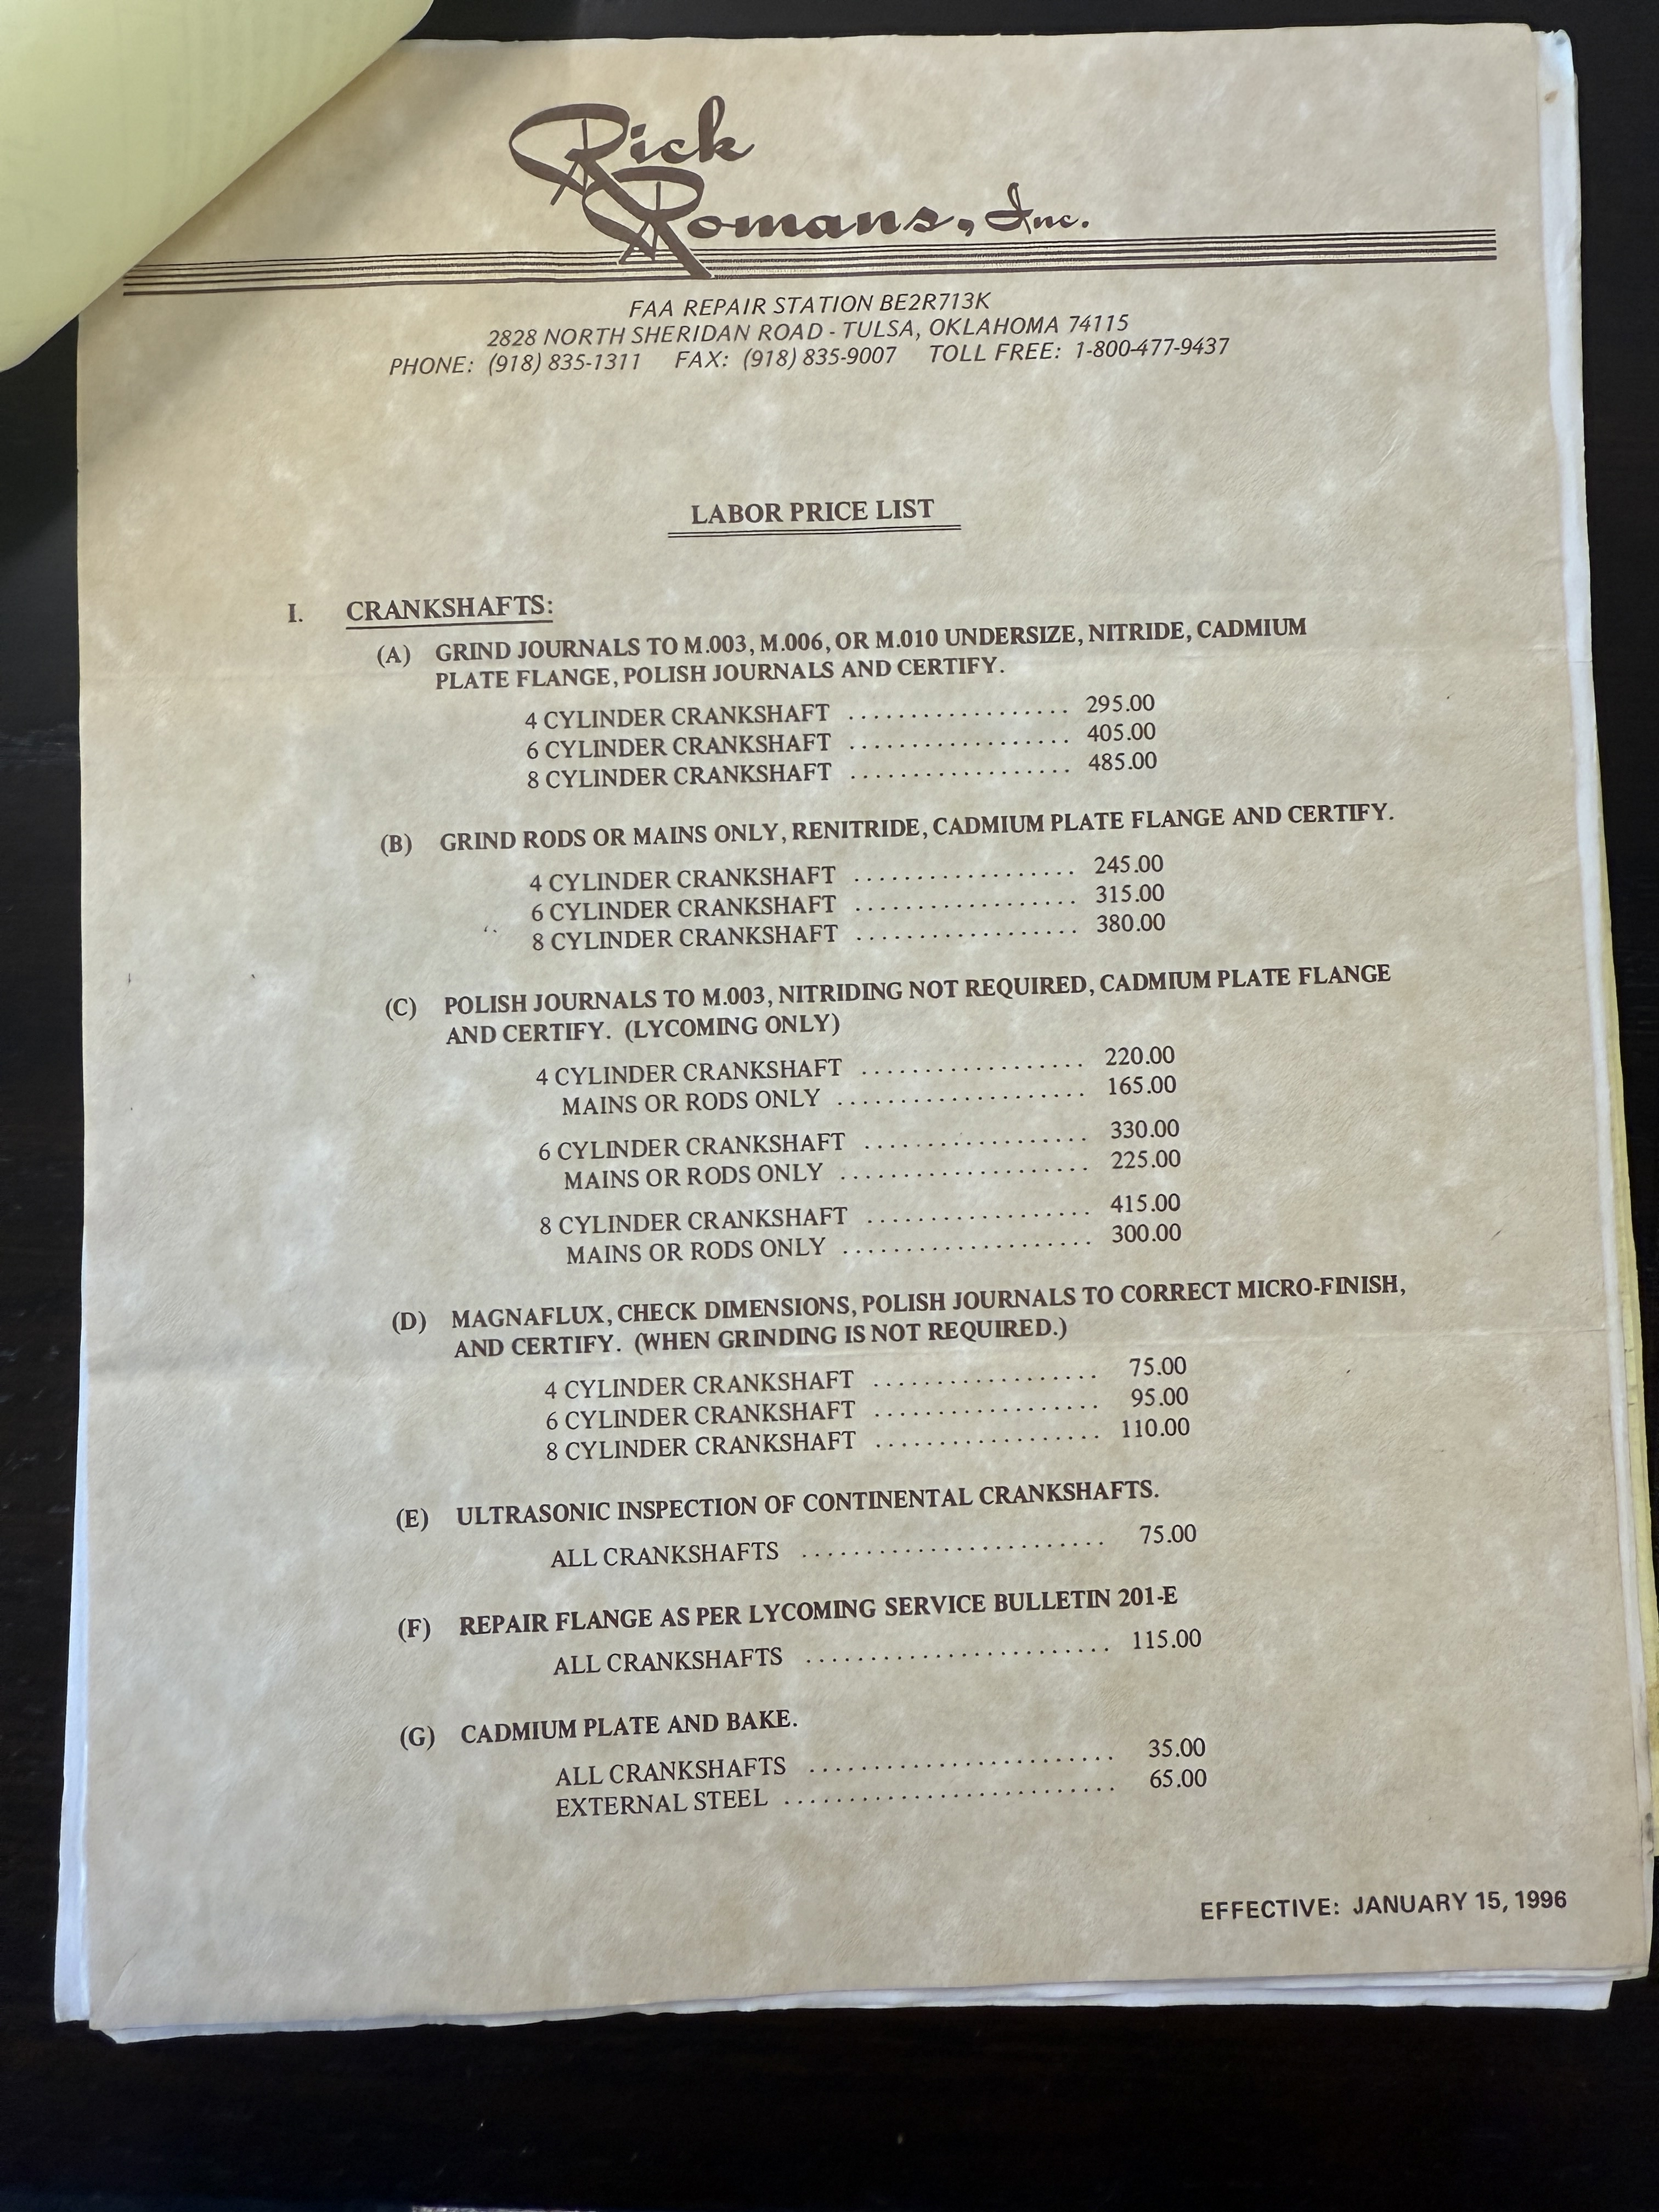 Rick
Romans, Inc.
FAA REPAIR STATION BE2R713K
2828 NORTH SHERIDAN ROAD - TULSA, OKLAHOMA 74115
PHONE: (918) 835-1311 FAX: (918) 835-9007 TOLL FREE: 1-800-477-9437
LABOR PRICE LIST
I. CRANKSHAFTS:
(A) GRIND JOURNALS TO M.003, M.006, OR M.010 UNDERSIZE, NITRIDE, CADMIUM
PLATE FLANGE, POLISH JOURNALS AND CERTIFY.
4 CYLINDER CRANKSHAFT .................. 295.00
6 CYLINDER CRANKSHAFT .................. 405.00
8 CYLINDER CRANKSHAFT .................. 485.00
(B) GRIND RODS OR MAINS ONLY, RENITRIDE, CADMIUM PLATE FLANGE AND CERTIFY.
4 CYLINDER CRANKSHAFT .................. 245.00
6 CYLINDER CRANKSHAFT .................. 315.00
8 CYLINDER CRANKSHAFT .................. 380.00
(C) POLISH JOURNALS TO M.003, NITRIDING NOT REQUIRED, CADMIUM PLATE FLANGE
AND CERTIFY. (LYCOMING ONLY)
4 CYLINDER CRANKSHAFT .................. 220.00
MAINS OR RODS ONLY .................... 165.00
6 CYLINDER CRANKSHAFT .................. 330.00
MAINS OR RODS ONLY .................... 225.00
8 CYLINDER CRANKSHAFT .................. 415.00
MAINS OR RODS ONLY .................... 300.00
(D) MAGNAFLUX, CHECK DIMENSIONS, POLISH JOURNALS TO CORRECT MICRO-FINISH,
AND CERTIFY. (WHEN GRINDING IS NOT REQUIRED.)
4 CYLINDER CRANKSHAFT .................. 75.00
6 CYLINDER CRANKSHAFT .................. 95.00
8 CYLINDER CRANKSHAFT .................. 110.00
(E) ULTRASONIC INSPECTION OF CONTINENTAL CRANKSHAFTS.
ALL CRANKSHAFTS ........................ 75.00
(F) REPAIR FLANGE AS PER LYCOMING SERVICE BULLETIN 201-E
ALL CRANKSHAFTS ........................ 115.00
(G) CADMIUM PLATE AND BAKE.
ALL CRANKSHAFTS ........................ 35.00
EXTERNAL STEEL .......................... 65.00
EFFECTIVE: JANUARY 15, 1996